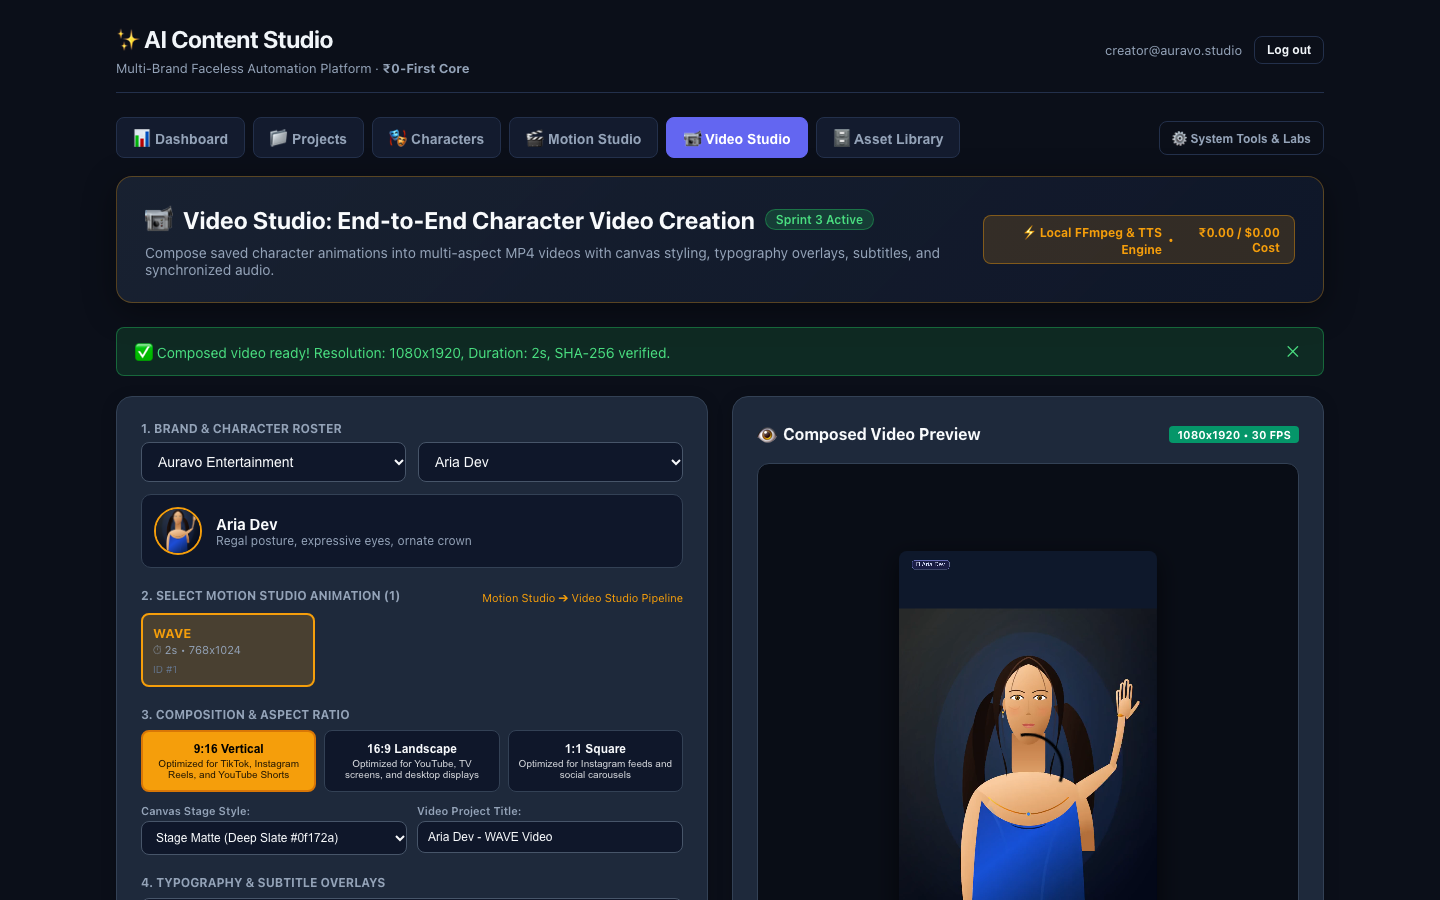 ✨ AI Content Studio
Multi-Brand Faceless Automation Platform · ₹0-First Core
creator@auravo.studio
Log out
📊 Dashboard
📁 Projects
🎭 Characters
🎬 Motion Studio
📹 Video Studio
🗄️ Asset Library
⚙️ System Tools & Labs
📹 Video Studio: End-to-End Character Video Creation
Sprint 3 Active
Compose saved character animations into multi-aspect MP4 videos with canvas styling, typography overlays, subtitles, and
synchronized audio.
⚡ Local FFmpeg & TTS
Engine
•
₹0.00 / $0.00
Cost
✅ Composed video ready! Resolution: 1080x1920, Duration: 2s, SHA-256 verified.
1. BRAND & CHARACTER ROSTER
Auravo Entertainment
Aria Dev
Aria Dev
Regal posture, expressive eyes, ornate crown
2. SELECT MOTION STUDIO ANIMATION (1)
Motion Studio ➔ Video Studio Pipeline
WAVE
⏱ 2s • 768x1024
ID #1
3. COMPOSITION & ASPECT RATIO
9:16 Vertical
Optimized for TikTok, Instagram
Reels, and YouTube Shorts
16:9 Landscape
Optimized for YouTube, TV
screens, and desktop displays
1:1 Square
Optimized for Instagram feeds and
social carousels
Canvas Stage Style:
Stage Matte (Deep Slate #0f172a)
Video Project Title:
Aria Dev - WAVE Video
4. TYPOGRAPHY & SUBTITLE OVERLAYS
👁️ Composed Video Preview
1080x1920 • 30 FPS
Aria Dev